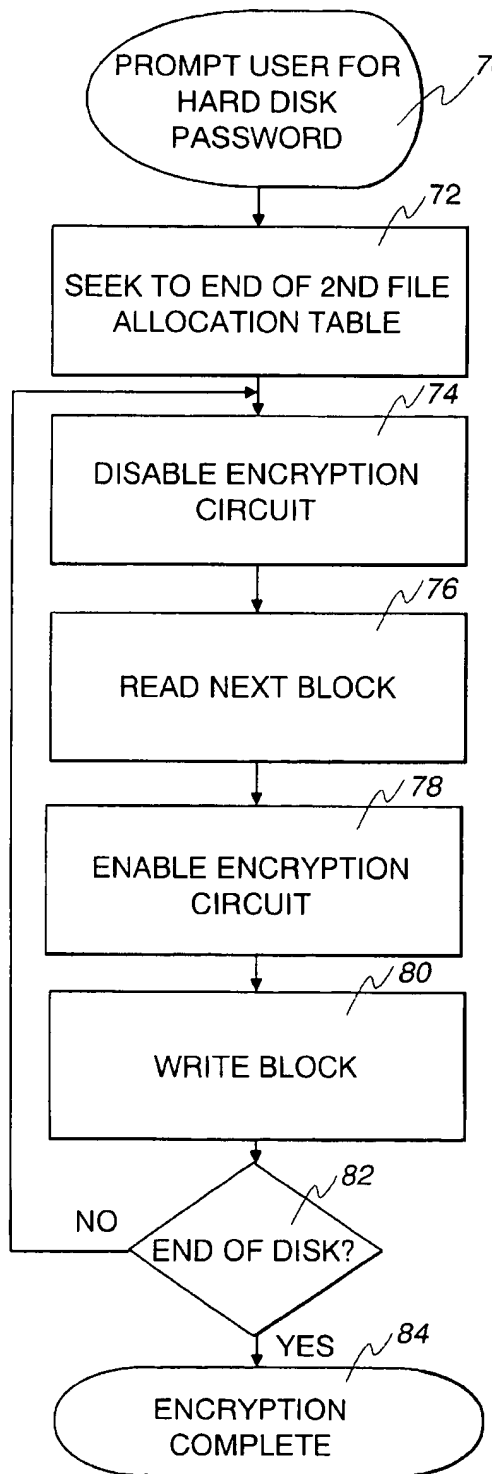 PROMPT USER FOR
HARD DISK
PASSWORD
72
SEEK TO END OF 2ND FILE
ALLOCATION TABLE
74
DISABLE ENCRYPTION
CIRCUIT
76
READ NEXT BLOCK
78
ENABLE ENCRYPTION
CIRCUIT
80
WRITE BLOCK
82
NO
END OF DISK?
YES
84
ENCRYPTION
COMPLETE